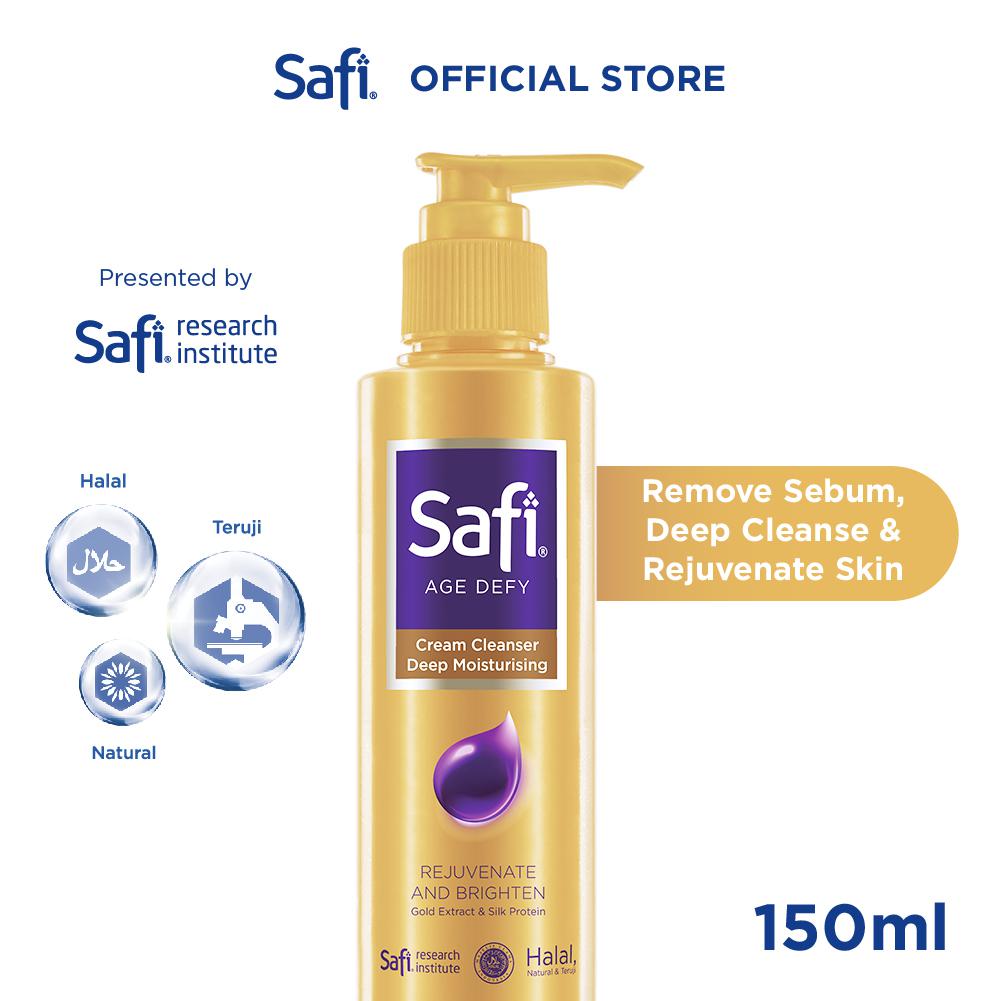 Safi® OFFICIAL STORE
Presented by
Safi® research
institute
Halal
حلال
Teruji
Natural
Safi®
AGE DEFY
Cream Cleanser
Deep Moisturising
Remove Sebum,
Deep Cleanse &
Rejuvenate Skin
REJUVENATE
AND BRIGHTEN
Gold Extract & Silk Protein
Safi® research
institute
Halal,
Natural & Teruji
150ml